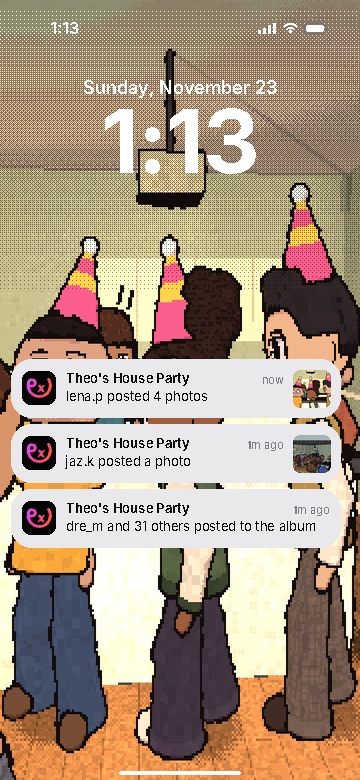 1:13
Sunday, November 23
1:13
Theo's House Party
now
lena.p posted 4 photos
Theo's House Party
1m ago
jaz.k posted a photo
Theo's House Party
1m ago
dre_m and 31 others posted to the album